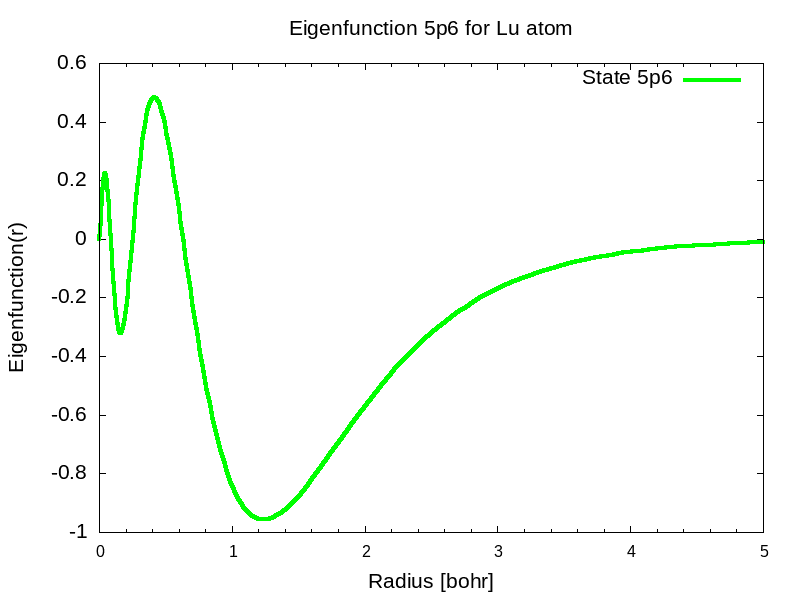 Eigenfunction 5p6 for Lu atom
State 5p6
0.6
0.4
0.2
0
-0.2
-0.4
-0.6
-0.8
-1
Eigenfunction(r)
0 1 2 3 4 5
Radius [bohr]